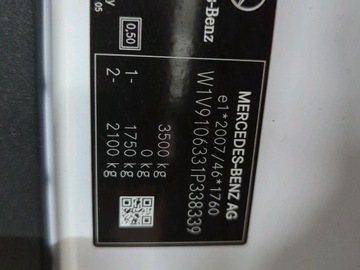 MERCEDES-BENZ AG
e1*2007/46*1760
W1V9106331P338339
3500 kg
0 kg
1- 1750 kg
2- 2100 kg
s-Benz
0,50
y
05